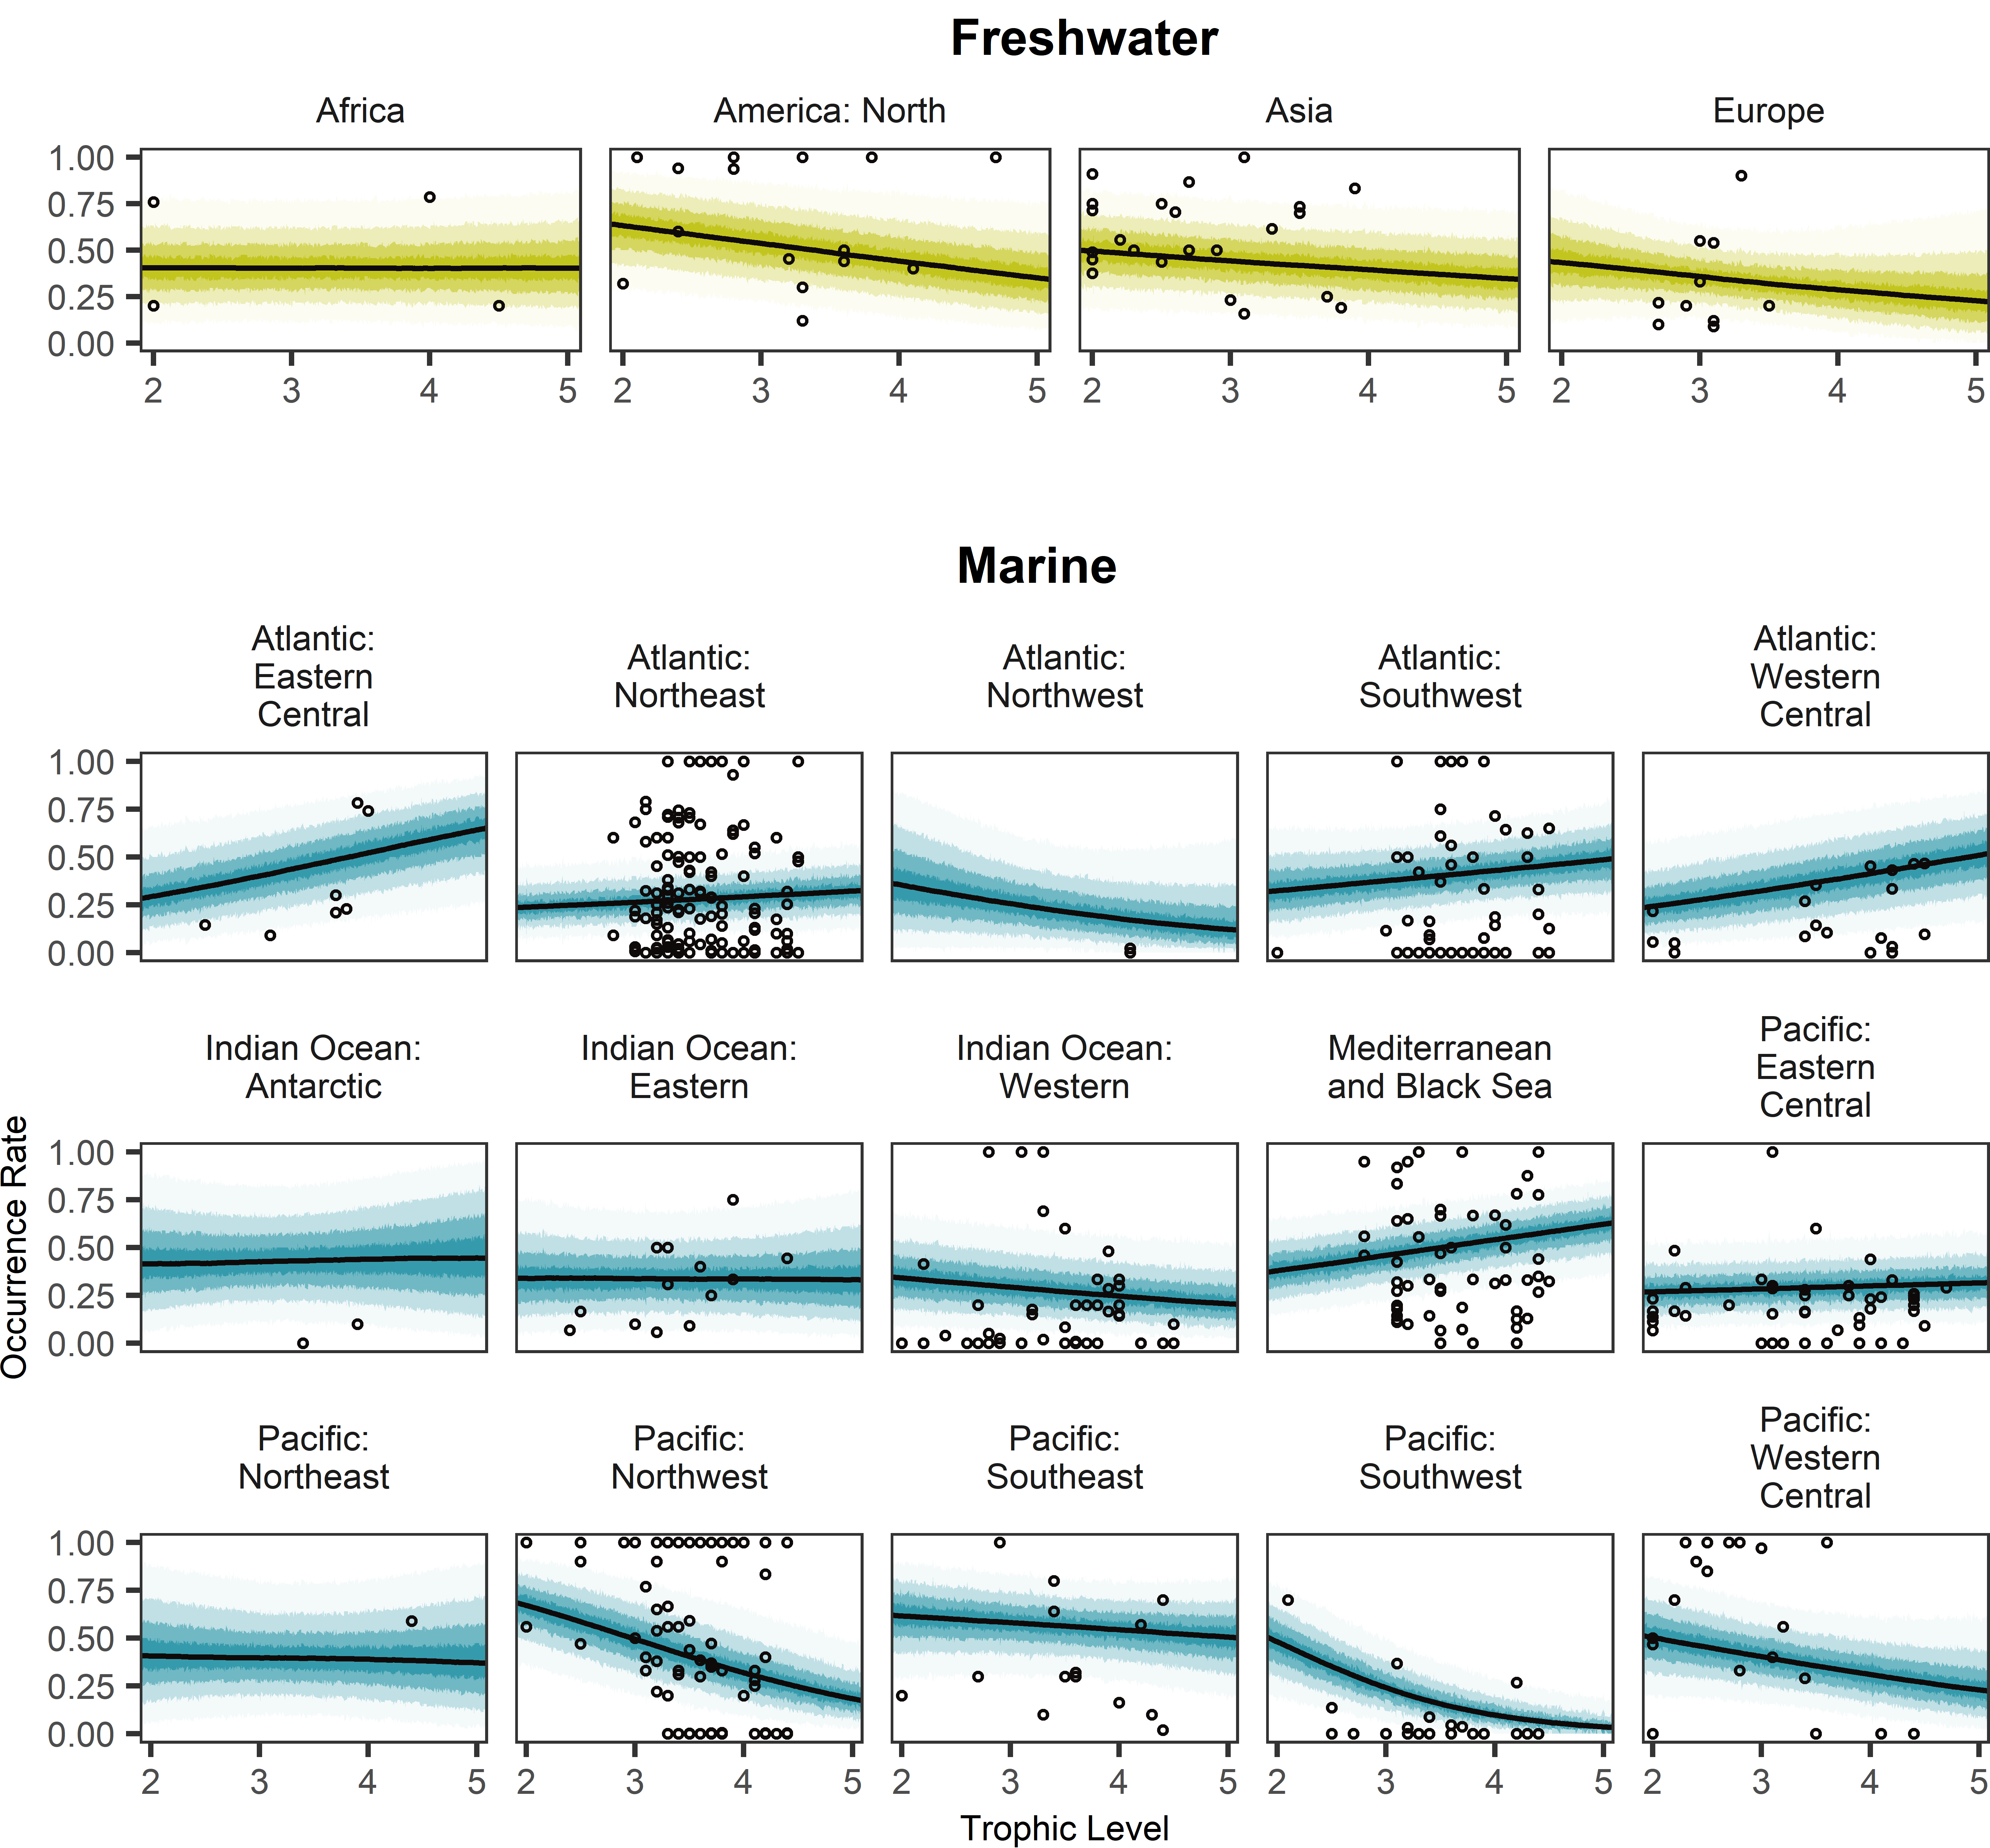 Freshwater
Africa
America: North
Asia
Europe
1.00
0.75
0.50
0.25
0.00
2 3 4 5
2 3 4 5
2 3 4 5
2 3 4 5
Marine
Atlantic:
Eastern
Central
Atlantic:
Northeast
Atlantic:
Northwest
Atlantic:
Southwest
Atlantic:
Western
Central
1.00
0.75
0.50
0.25
0.00
Indian Ocean:
Antarctic
Indian Ocean:
Eastern
Indian Ocean:
Western
Mediterranean
and Black Sea
Pacific:
Eastern
Central
1.00
0.75
0.50
0.25
0.00
Occurrence Rate
Pacific:
Northeast
Pacific:
Northwest
Pacific:
Southeast
Pacific:
Southwest
Pacific:
Western
Central
1.00
0.75
0.50
0.25
0.00
2 3 4 5
2 3 4 5
2 3 4 5
2 3 4 5
2 3 4 5
Trophic Level